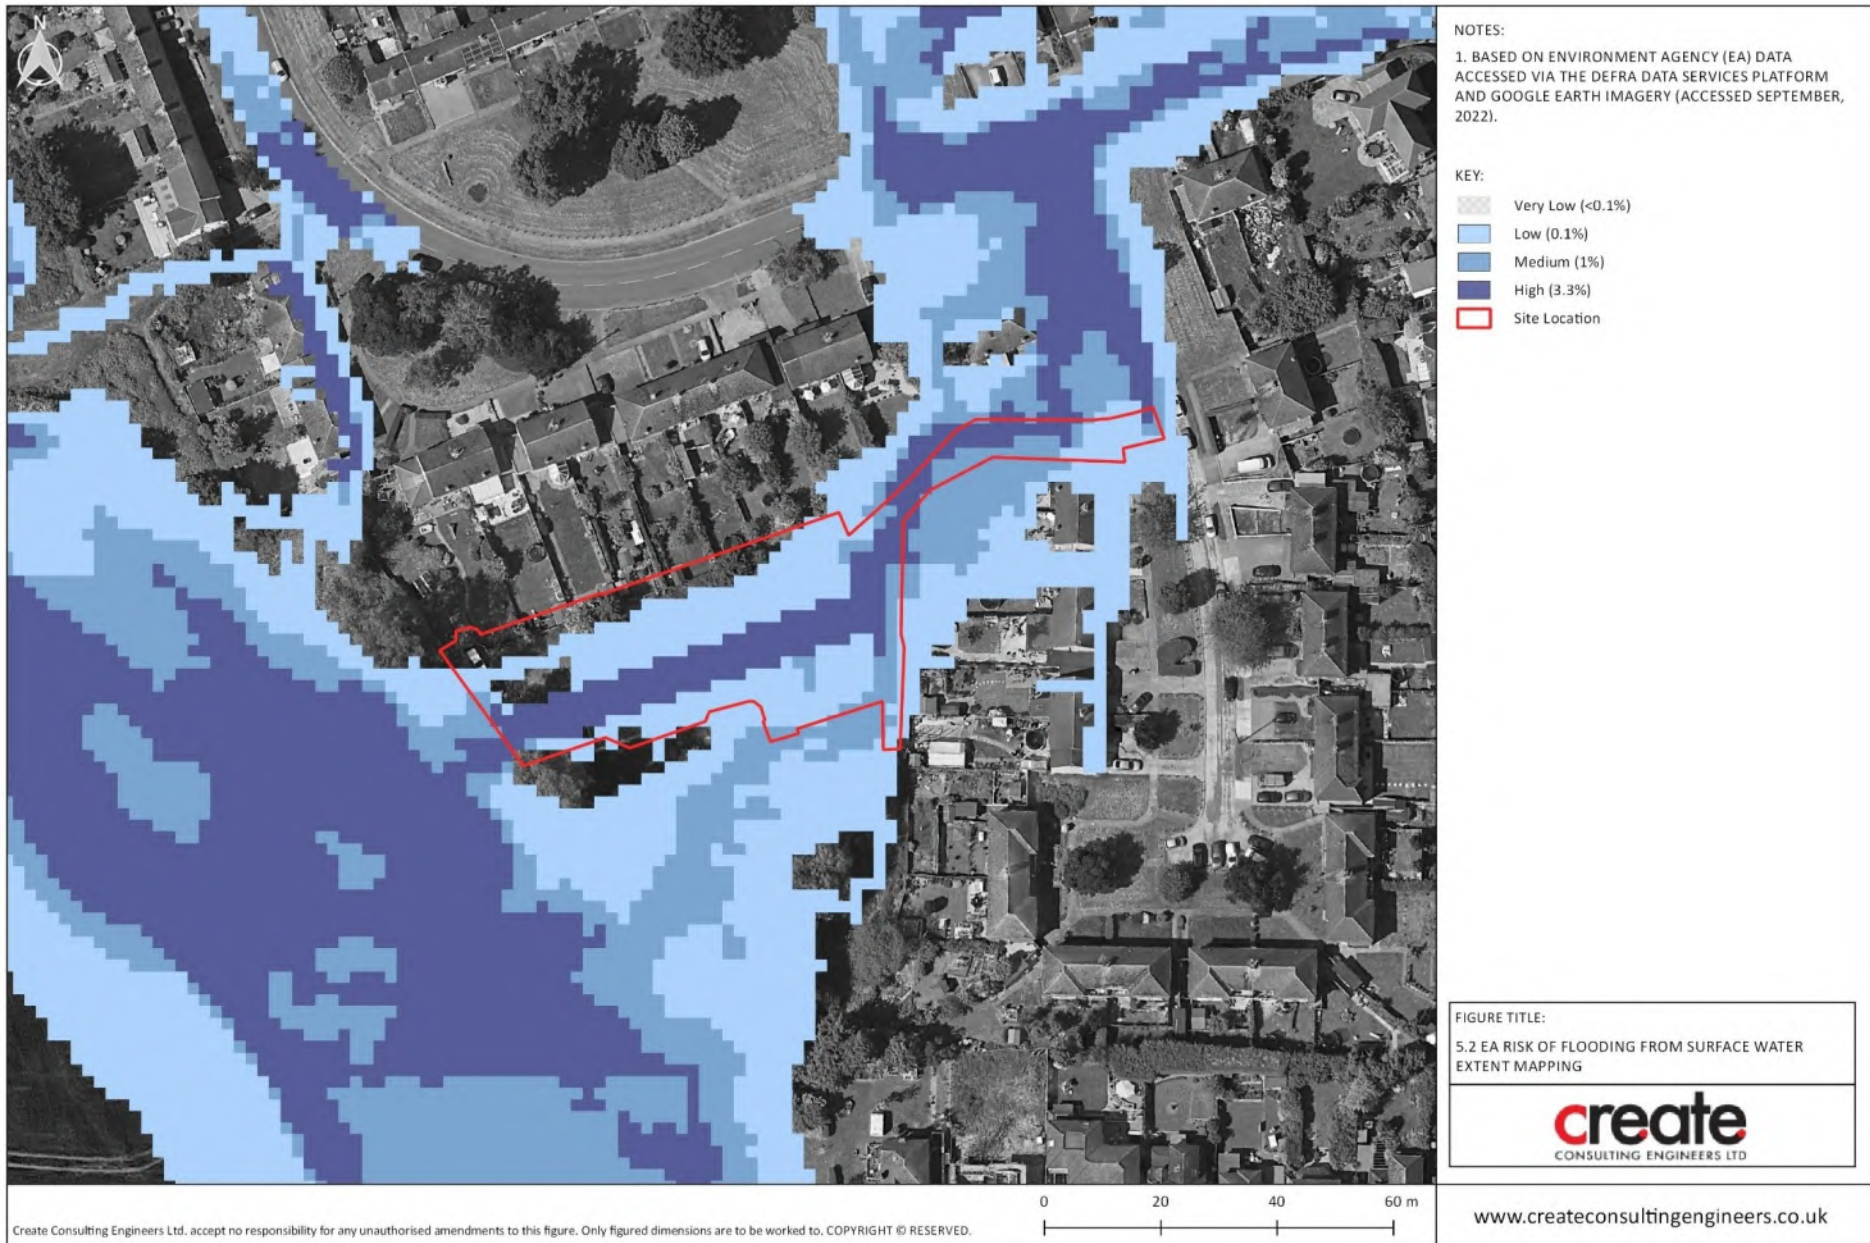 N
NOTES:
1. BASED ON ENVIRONMENT AGENCY (EA) DATA
ACCESSED VIA THE DEFRA DATA SERVICES PLATFORM
AND GOOGLE EARTH IMAGERY (ACCESSED SEPTEMBER,
2022).
KEY:
Very Low (<0.1%)
Low (0.1%)
Medium (1%)
High (3.3%)
Site Location
FIGURE TITLE:
5.2 EA RISK OF FLOODING FROM SURFACE WATER
EXTENT MAPPING
create
CONSULTING ENGINEERS LTD
0 20 40 60 m
Create Consulting Engineers Ltd. accept no responsibility for any unauthorised amendments to this figure. Only figured dimensions are to be worked to. COPYRIGHT © RESERVED.
www.createconsultingengineers.co.uk